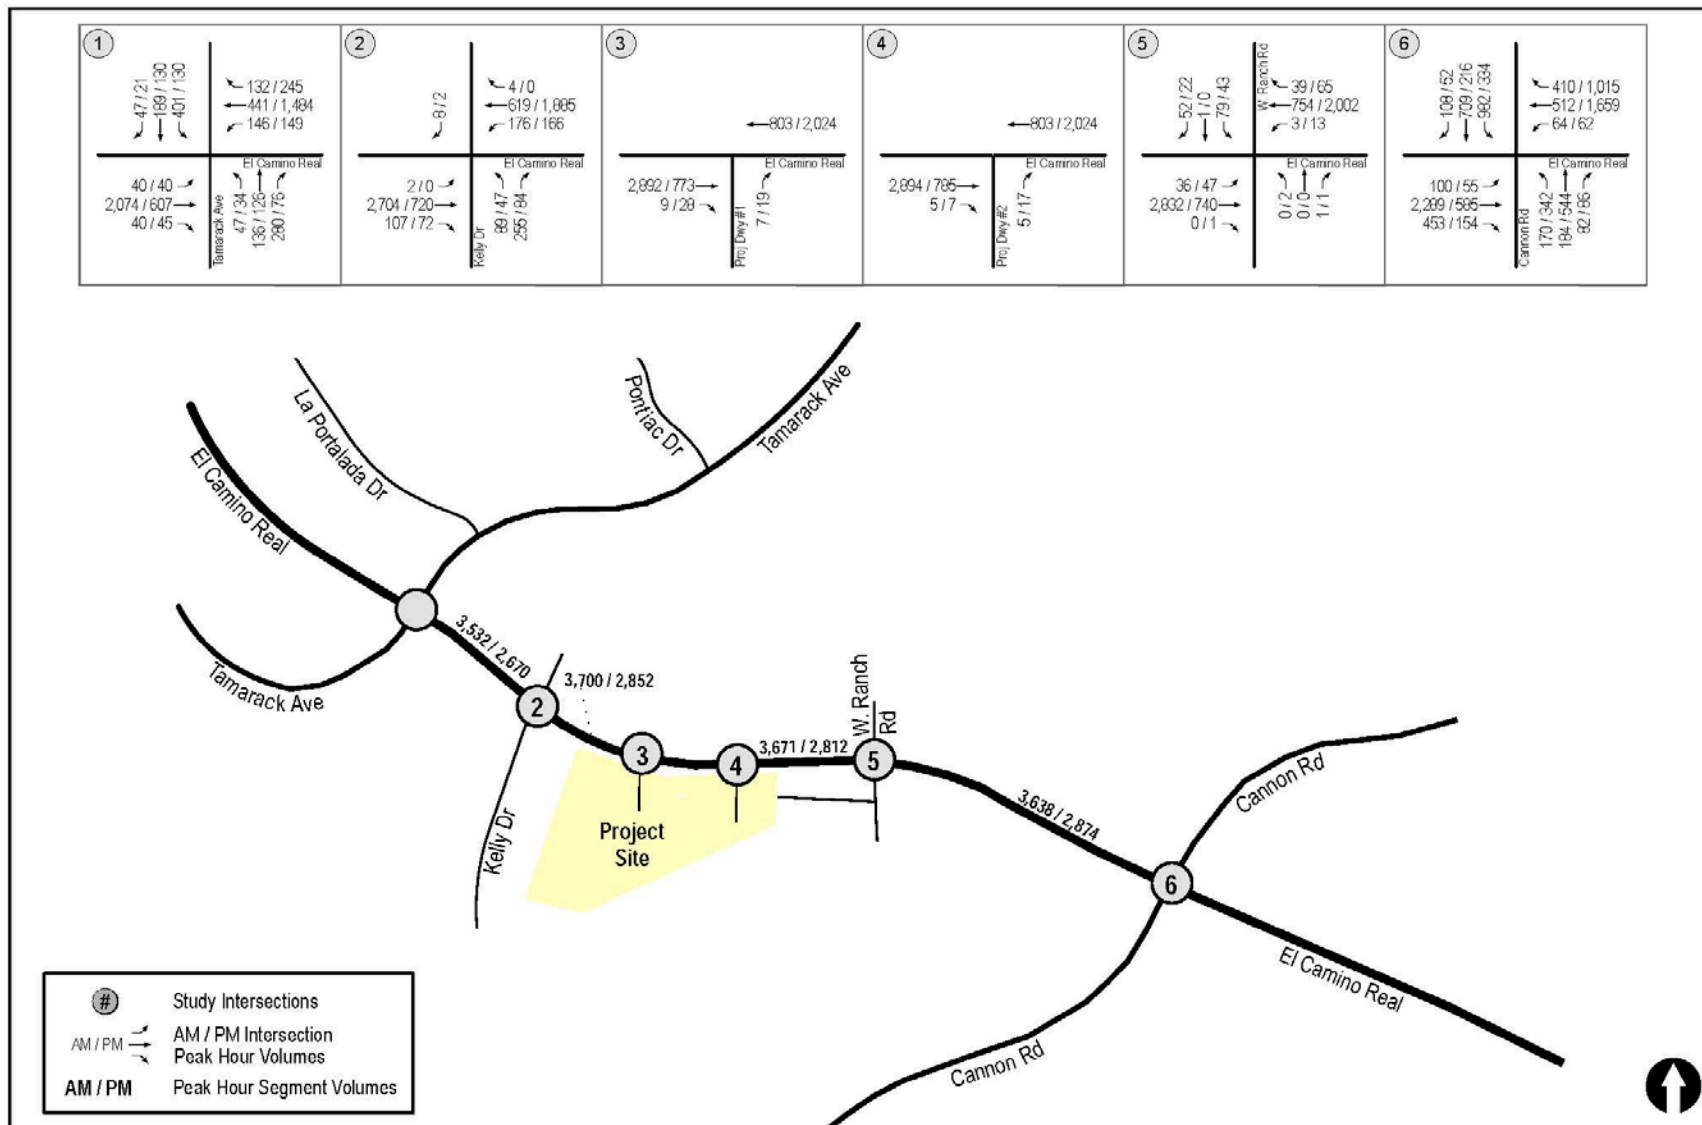 1
47 / 21
189 / 130
401 / 130
132 / 245
441 / 1,484
146 / 149
El Camino Real
40 / 40
2,074 / 607
40 / 45
Tamarack Ave
47 / 34
136 / 126
280 / 75
2
8 / 2
4 / 0
619 / 1,885
176 / 166
El Camino Real
2 / 0
2,704 / 720
107 / 72
Kelly Dr
89 / 47
255 / 84
3
803 / 2,024
El Camino Real
2,892 / 773
9 / 28
Proj Dwy #1
7 / 19
4
803 / 2,024
El Camino Real
2,894 / 785
5 / 7
Proj Dwy #2
5 / 17
5
52 / 22
1 / 0
79 / 43
W. Ranch Rd
39 / 65
754 / 2,002
3 / 13
El Camino Real
36 / 47
2,832 / 740
0 / 1
0 / 2
0 / 0
1 / 1
6
108 / 52
709 / 216
982 / 334
410 / 1,015
512 / 1,659
64 / 62
El Camino Real
100 / 55
2,289 / 585
453 / 154
Cannon Rd
170 / 342
184 / 544
82 / 86
La Portalada Dr
Pontiac Dr
Tamarack Ave
El Camino Real
Tamarack Ave
3,532 / 2,670
2
3,700 / 2,852
3
4
3,671 / 2,812
W. Ranch
Rd
5
Kelly Dr
Project
Site
3,638 / 2,874
Cannon Rd
6
El Camino Real
Cannon Rd
# Study Intersections
AM / PM AM / PM Intersection
Peak Hour Volumes
AM / PM Peak Hour Segment Volumes